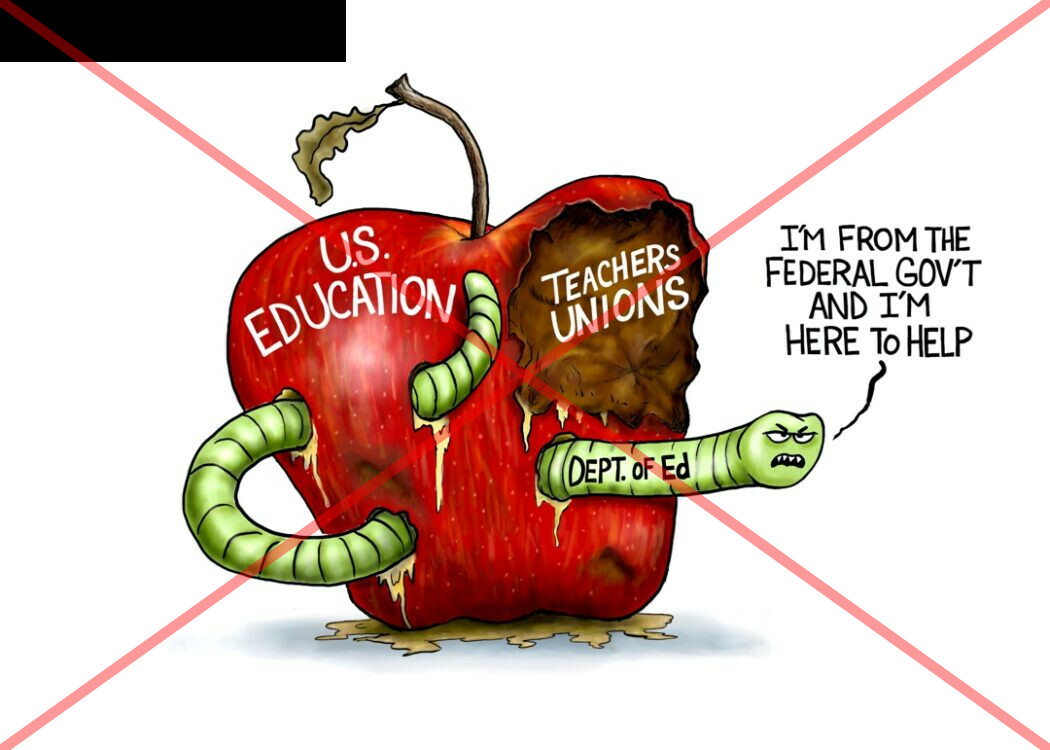 U.S.
EDUCATION
TEACHERS
UNIONS
I'M FROM THE
FEDERAL GOV'T
AND I'M
HERE TO HELP
DEPT. OF Ed